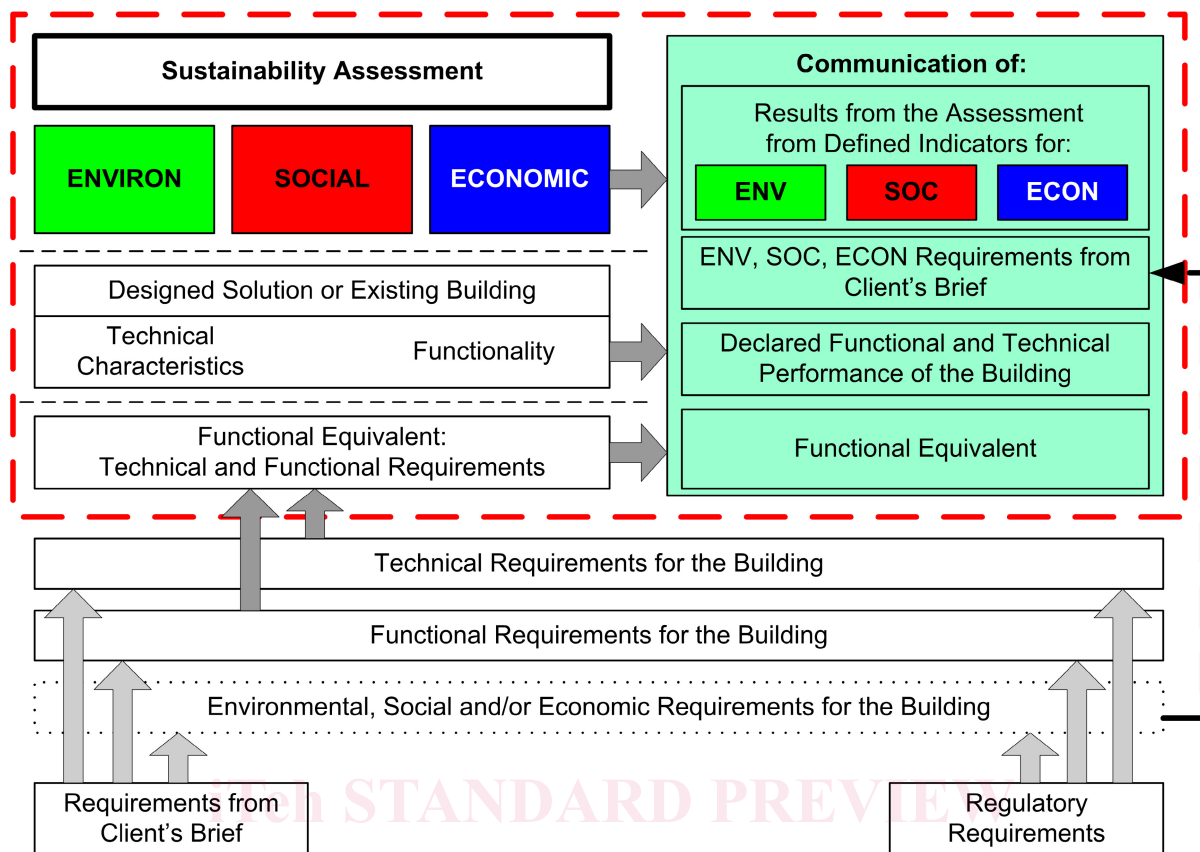 Sustainability Assessment
ENVIRON
SOCIAL
ECONOMIC
Communication of:
Results from the Assessment
from Defined Indicators for:
ENV
SOC
ECON
ENV, SOC, ECON Requirements from
Client's Brief
Designed Solution or Existing Building
Technical
Characteristics
Functionality
Declared Functional and Technical
Performance of the Building
Functional Equivalent:
Technical and Functional Requirements
Functional Equivalent
Technical Requirements for the Building
Functional Requirements for the Building
Environmental, Social and/or Economic Requirements for the Building
iTeh STANDARD PREVIEW
Requirements from
Client's Brief
Regulatory
Requirements